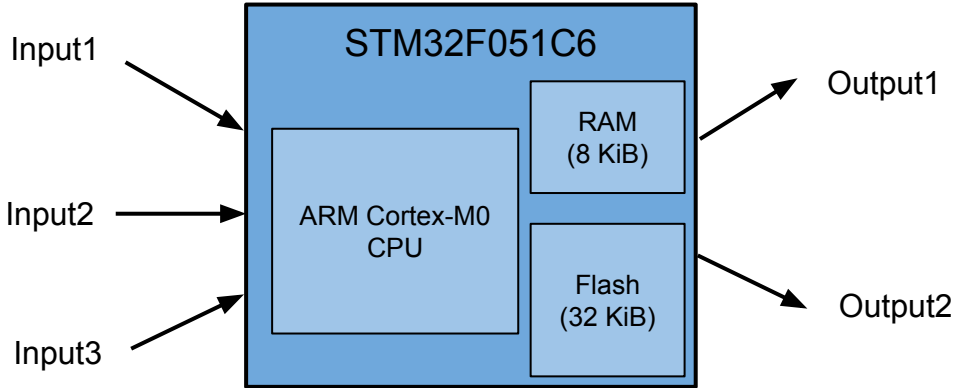 STM32F051C6
Input1
Input2
Input3
ARM Cortex-M0
CPU
RAM
(8 KiB)
Flash
(32 KiB)
Output1
Output2